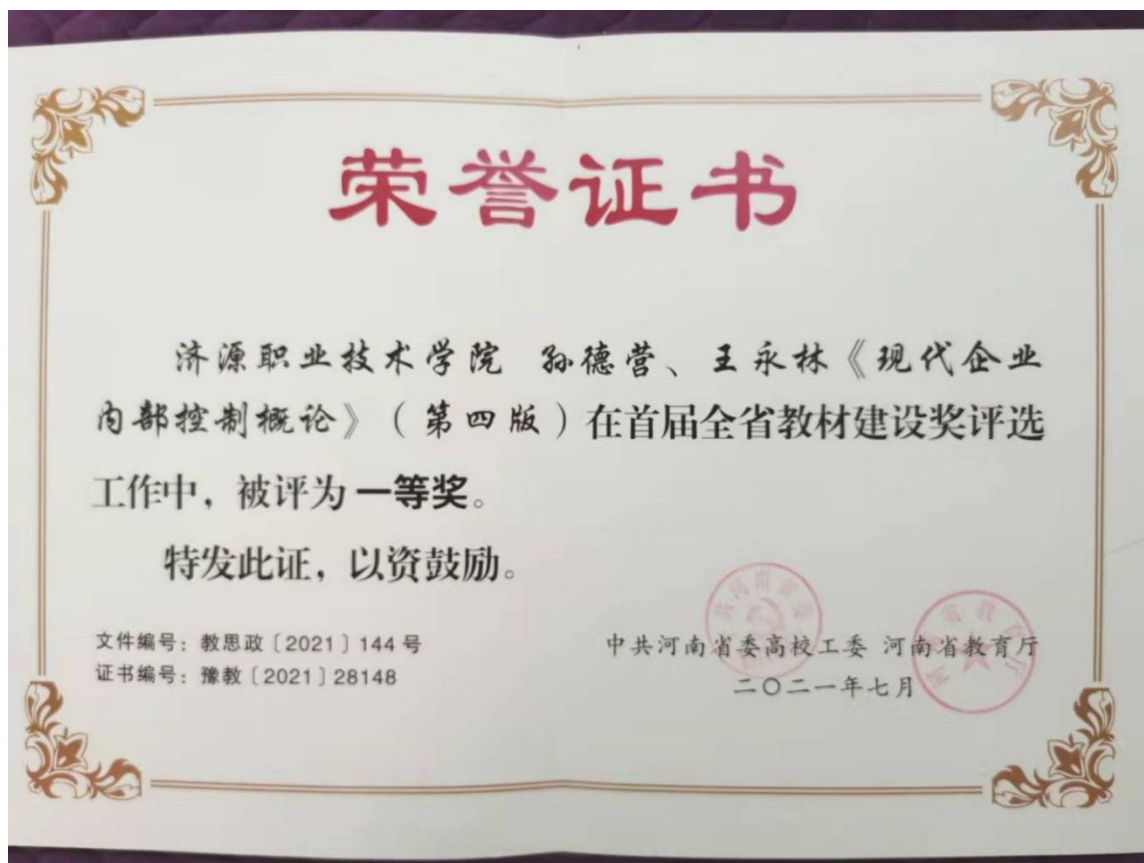 荣誉证书
济源职业技术学院 孙德营、王永林《现代企业
内部控制概论》（第四版）在首届全省教材建设奖评选
工作中，被评为一等奖。
特发此证，以资鼓励。
文件编号：教思政〔2021〕144号
证书编号：豫教〔2021〕28148
中共河南省委高校工委 河南省教育厅
二〇二一年七月